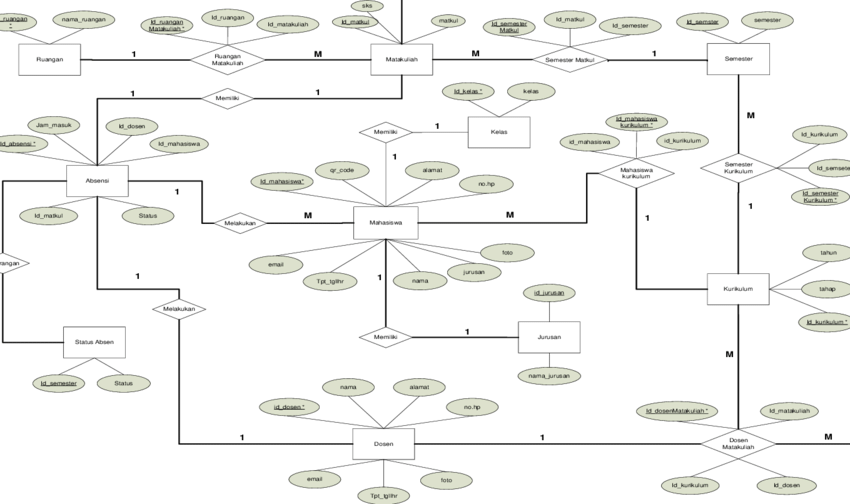 sks
_ruangan
nama_ruangan
Id_ruangan
Matakuliah *
Id_ruangan
Id_matakuliah
Id_matkul
matkul
Id_semester
Matkul
Id_matkul
Id_semester
Id_semster
semester
Ruangan
1
Ruangan
Matakuliah
M
Matakuliah
M
Semester Matkul
1
Semester
1
Memiliki
1
Id_kelas *
kelas
M
Jam_masuk
Id_dosen
Id_absensi *
Id_mahasiswa
Memiliki
1
Kelas
Id_mahasiswa
kurikulum *
id_mahasiswa
id_kurikulum
Id_kurikulum
1
Semester
Kurikulum
Id_semseter
Id_semester
Kurikulum *
Absensi
1
Id_mahasiswa*
qr_code
alamat
no.hp
Mahasiswa
kurikulum
Id_matkul
Status
Melakukan
M
Mahasiswa
M
1
1
email
Tpt_tgllhr
nama
jurusan
foto
tahun
rangan
1
1
Kurikulum
tahap
id_jurusan
Id_kurikulum *
Melakukan
Memiliki
1
Jurusan
Status Absen
M
Id_semester
Status
nama_jurusan
nama
alamat
id_dosen *
no.hp
Id_dosenMatakuliah *
Id_matakuliah
1
Dosen
1
Dosen
Matakuliah
M
email
Tpt_tgllhr
foto
Id_kurikulum
Id_dosen